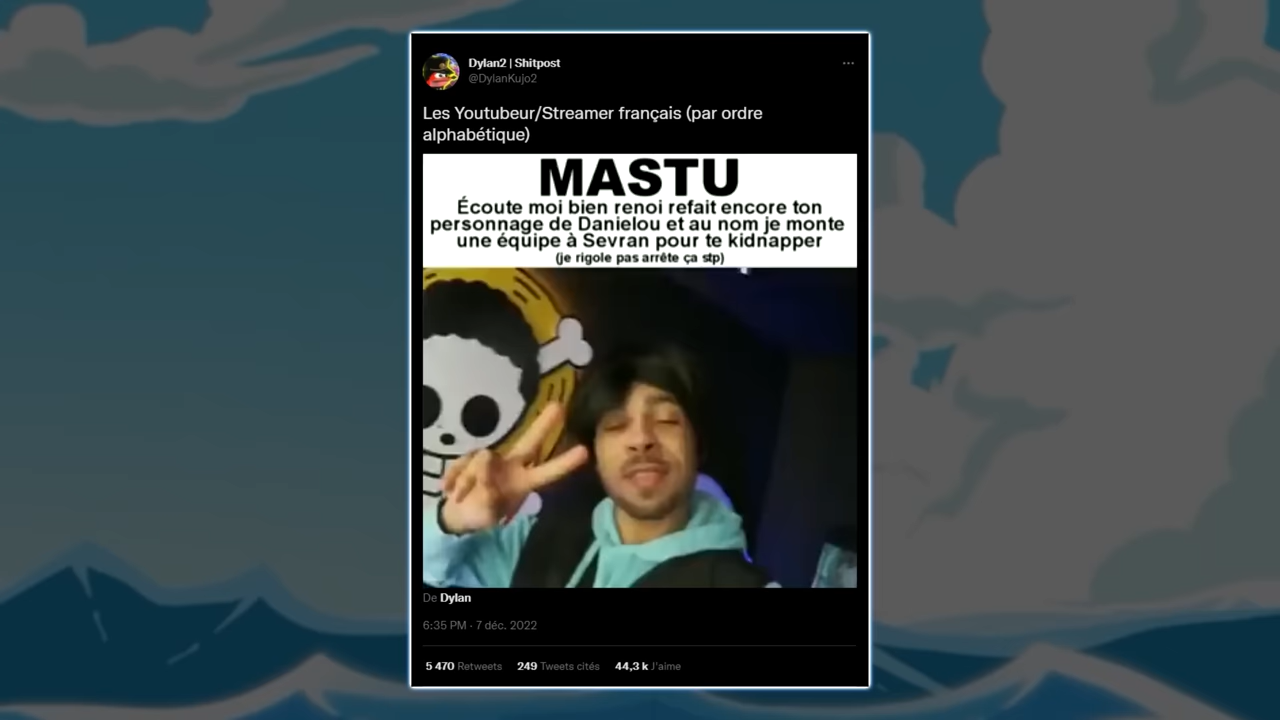 Dylan2 | Shitpost
@DylanKujo2
Les Youtubeur/Streamer français (par ordre
alphabétique)
MASTU
Écoute moi bien renoi refait encore ton
personnage de Danielou et au nom je monte
une équipe à Sevran pour te kidnapper
(je rigole pas arrête ça stp)
De Dylan
6:35 PM · 7 déc. 2022
5 470 Retweets 249 Tweets cités 44,3 k J'aime